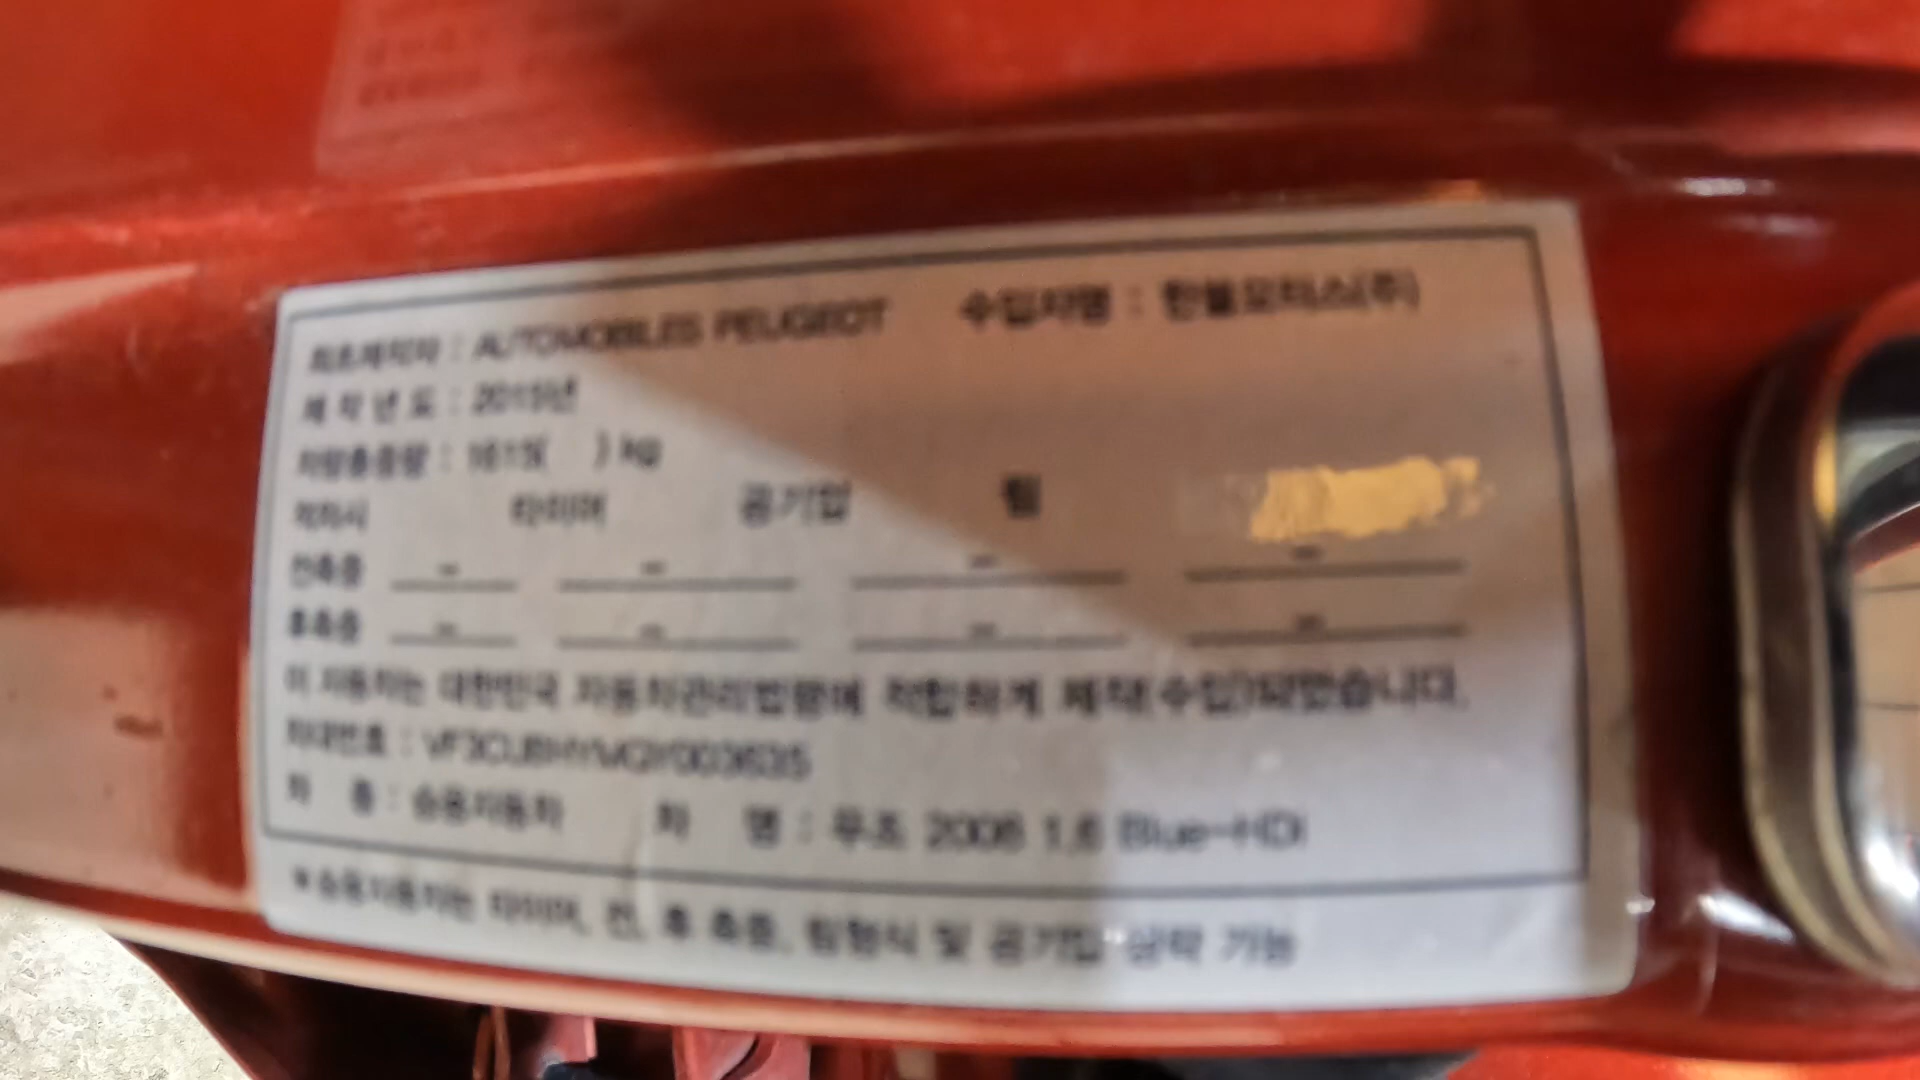 최초제작자 : AUTOMOBILES PEUGEOT 수입자명 : 한불모터스(주)
제작년도 : 2015년
차량총중량 : 1615( ) kg
적차시 타이어 공기압 림
전축중 - - - -
후축중 - - - -
이 자동차는 대한민국 자동차관리법령에 적합하게 제작(수입)되었습니다.
차대번호 :
차 종 : 승용자동차 차 명 : 푸조 2008 1.6 Blue-HDi
*승용자동차는 타이어, 전, 후 축중, 림형식 및 공기압 생략 가능